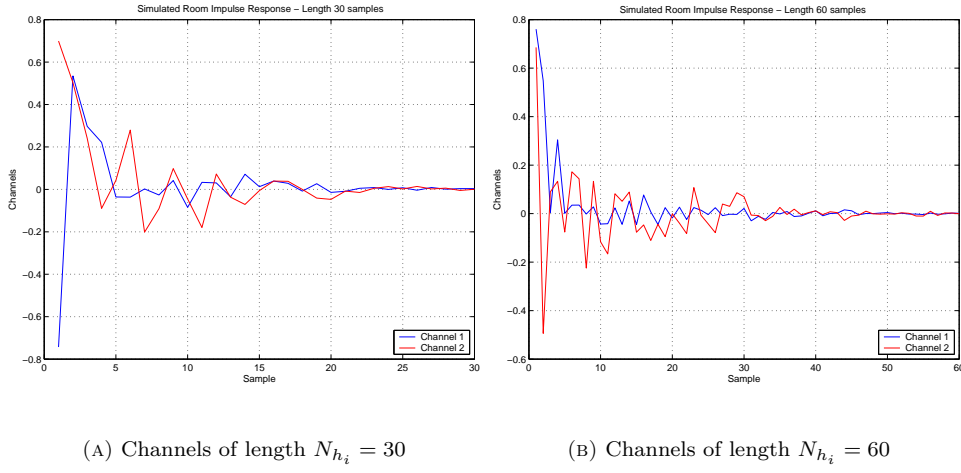 Simulated Room Impulse Response – Length 30 samples
0.8
0.6
0.4
0.2
0
−0.2
−0.4
−0.6
−0.8
Channels
0 5 10 15 20 25 30
Sample
Channel 1
Channel 2
Simulated Room Impulse Response – Length 60 samples
0.8
0.6
0.4
0.2
0
−0.2
−0.4
−0.6
Channels
0 10 20 30 40 50 60
Sample
Channel 1
Channel 2
(A) Channels of length N_{h_i} = 30
(B) Channels of length N_{h_i} = 60